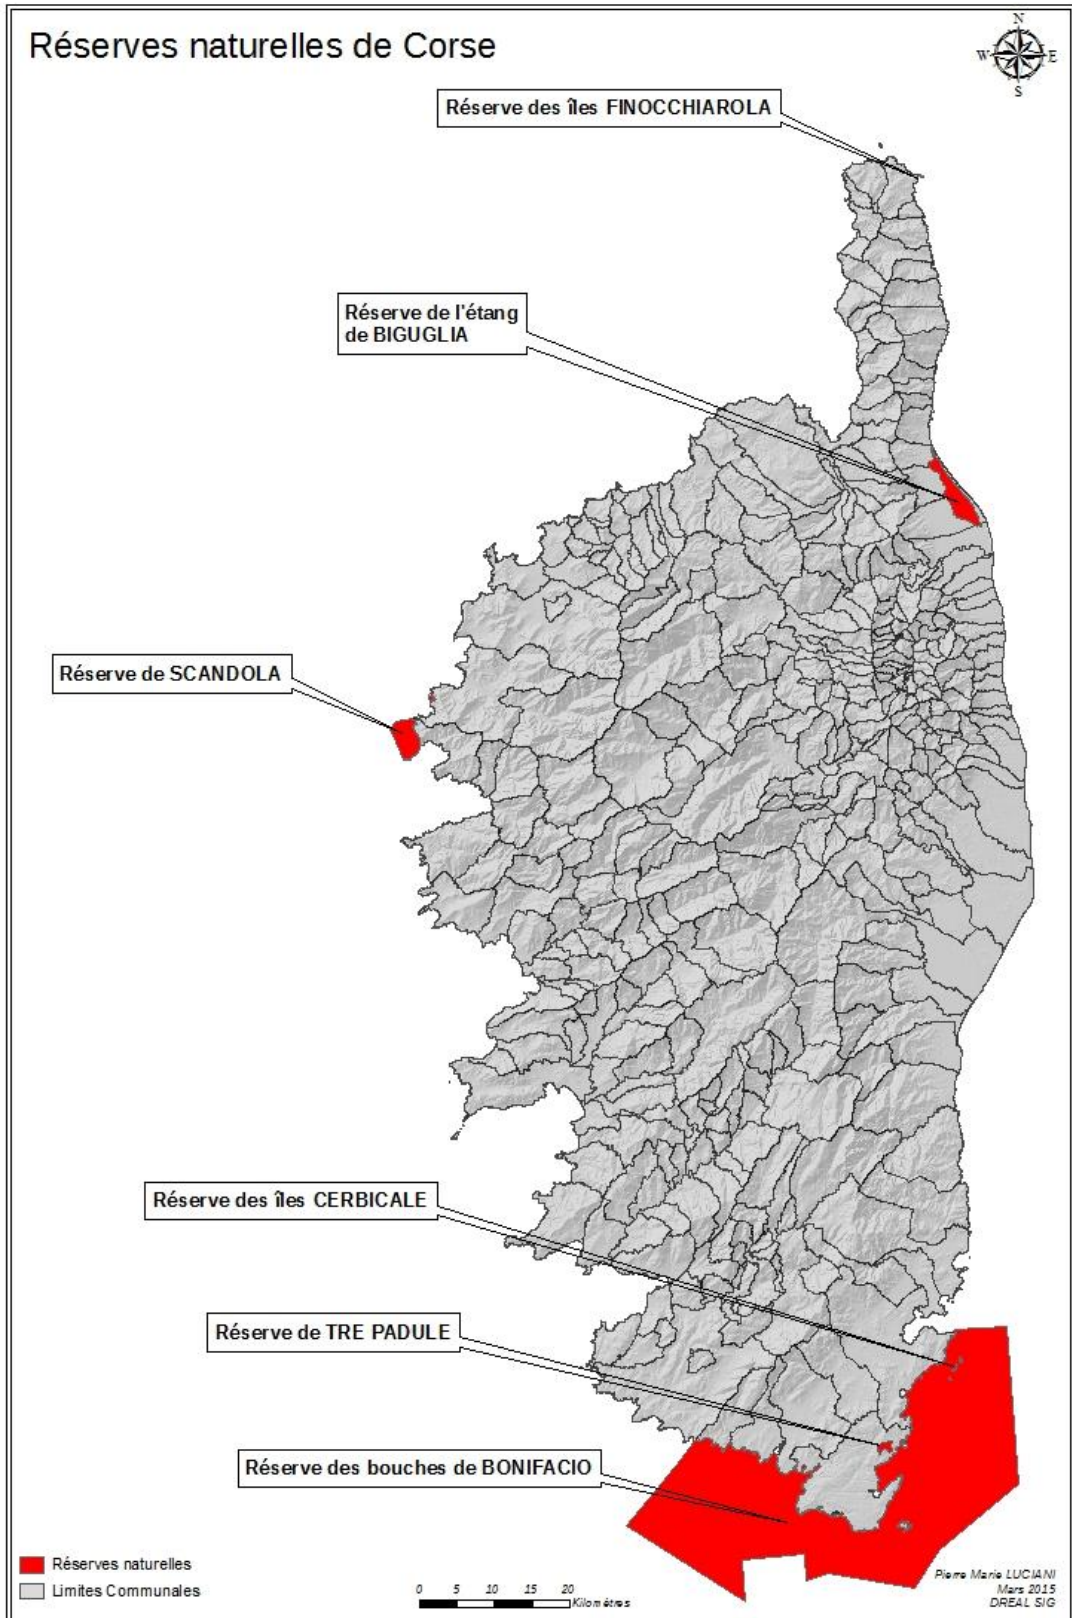 Réserves naturelles de Corse
N
W E
S
Réserve des îles FINOCCHIAROLA
Réserve de l'étang
de BIGUGLIA
Réserve de SCANDOLA
Réserve des îles CERBICALE
Réserve de TRE PADULE
Réserve des bouches de BONIFACIO
Réserves naturelles
Limites Communales
0 5 10 15 20
Kilomètres
Pierre Marie LUCIANI
Mars 2015
DREAL SIG